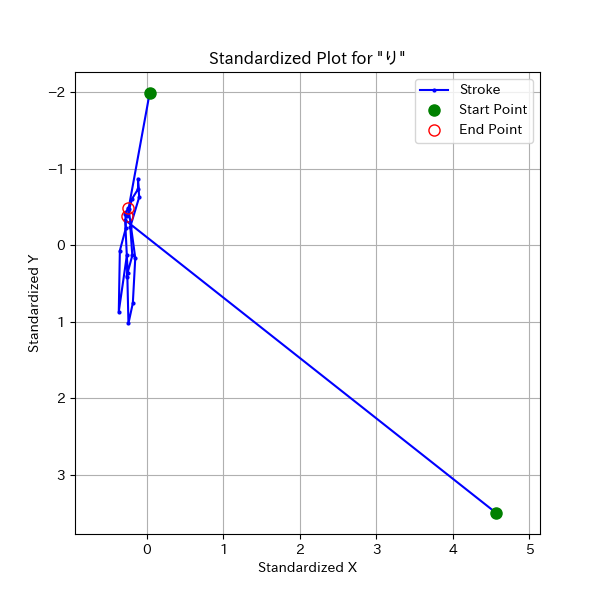 Standardized Plot for "り"
Stroke
Start Point
End Point
−2
−1
0
1
2
3
Standardized Y
0
1
2
3
4
5
Standardized X